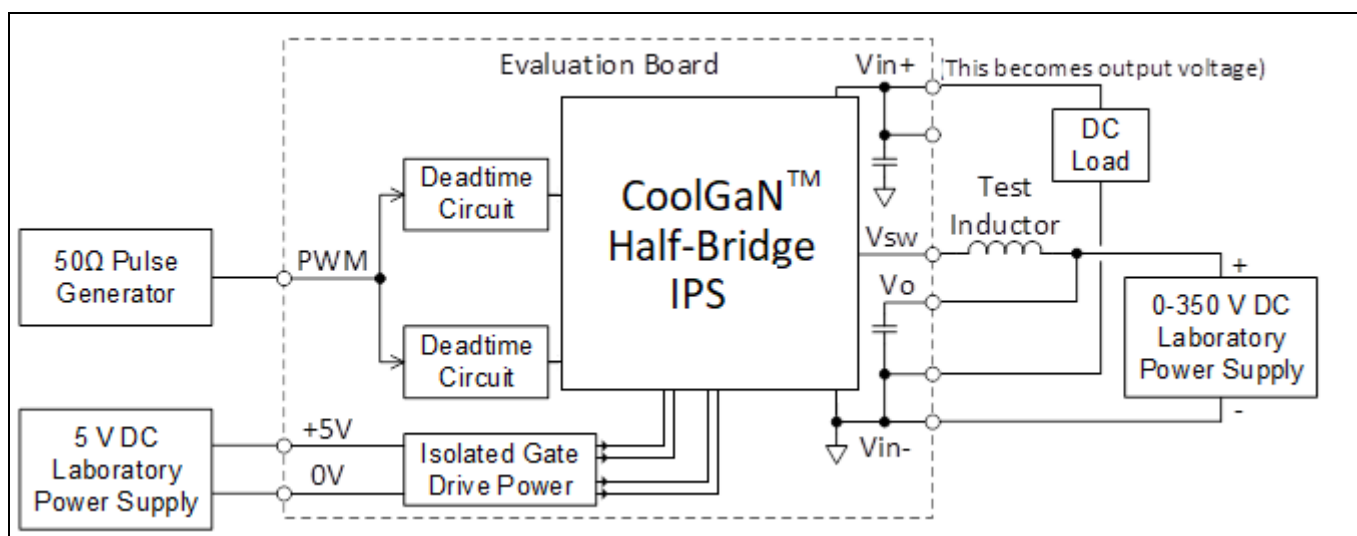 Evaluation Board
Vin+
(This becomes output voltage)
Deadtime
Circuit
CoolGaN™
Half-Bridge
IPS
DC
Load
Test
Inductor
Vsw
50Ω Pulse
Generator
PWM
Vo
0-350 V DC
Laboratory
Power Supply
+
-
Deadtime
Circuit
Vin-
5 V DC
Laboratory
Power Supply
+5V
0V
Isolated Gate
Drive Power